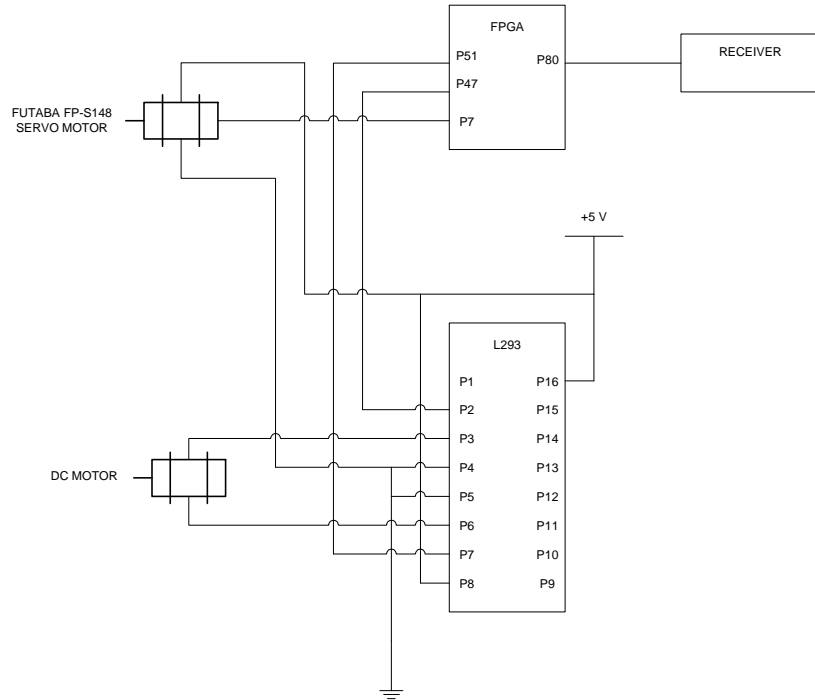 FPGA
P51
P47
P7
P80
RECEIVER
FUTABA FP-S148
SERVO MOTOR
+5 V
L293
P1
P2
P3
P4
P5
P6
P7
P8
P16
P15
P14
P13
P12
P11
P10
P9
DC MOTOR